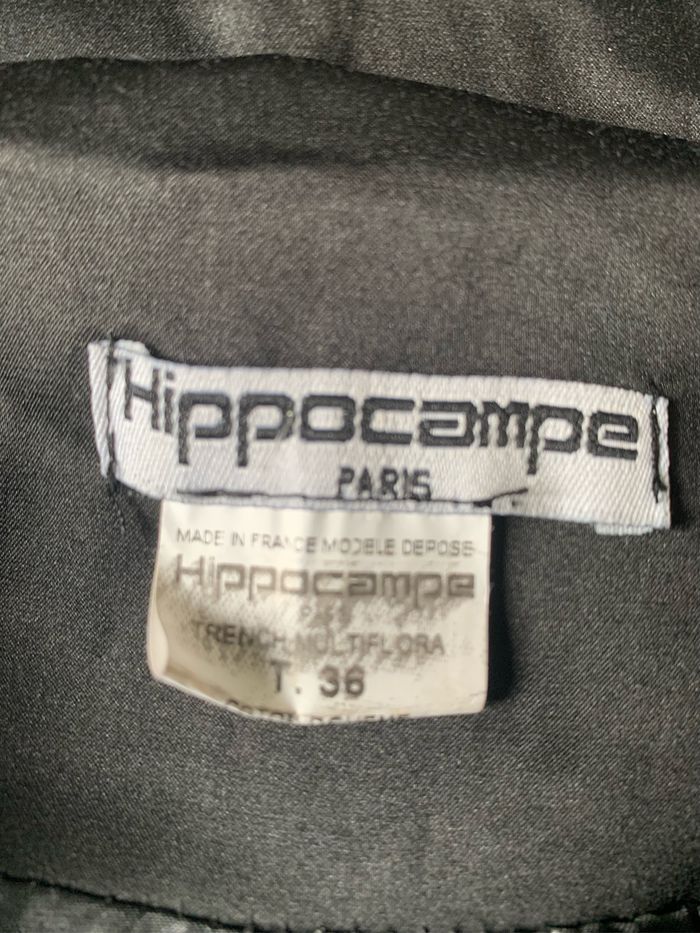 Hippocampe
PARIS
MADE IN FRANCE MODELE DEPOSE
Hippocampe
TRENCH MULTIFLORA
T. 36